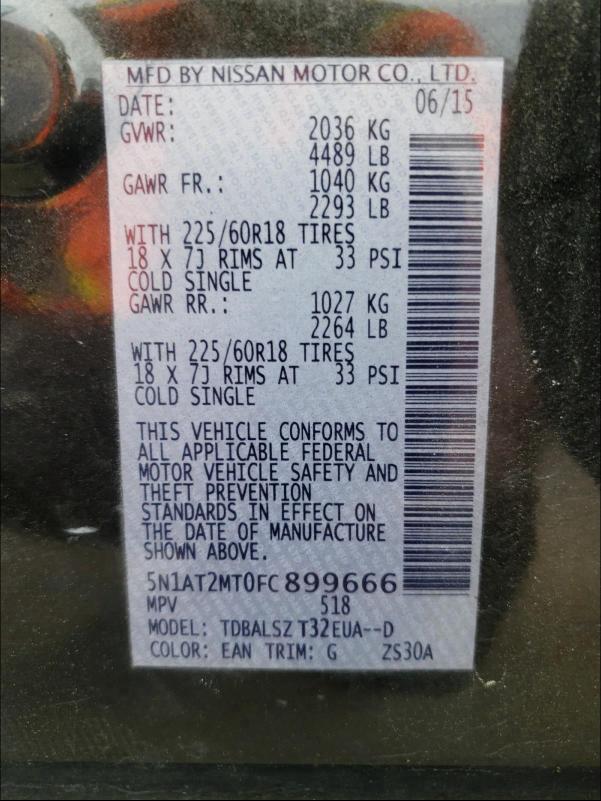 MFD BY NISSAN MOTOR CO., LTD.
DATE: 06/15
GVWR: 2036 KG
4489 LB
GAWR FR.: 1040 KG
2293 LB
WITH 225/60R18 TIRES
18 X 7J RIMS AT 33 PSI
COLD SINGLE
GAWR RR.: 1027 KG
2264 LB
WITH 225/60R18 TIRES
18 X 7J RIMS AT 33 PSI
COLD SINGLE
THIS VEHICLE CONFORMS TO
ALL APPLICABLE FEDERAL
MOTOR VEHICLE SAFETY AND
THEFT PREVENTION
STANDARDS IN EFFECT ON
THE DATE OF MANUFACTURE
SHOWN ABOVE.
5N1AT2MT0FC899666
MPV 518
MODEL: TDBALSZ T32EUA--D
COLOR: EAN TRIM: G ZS30A